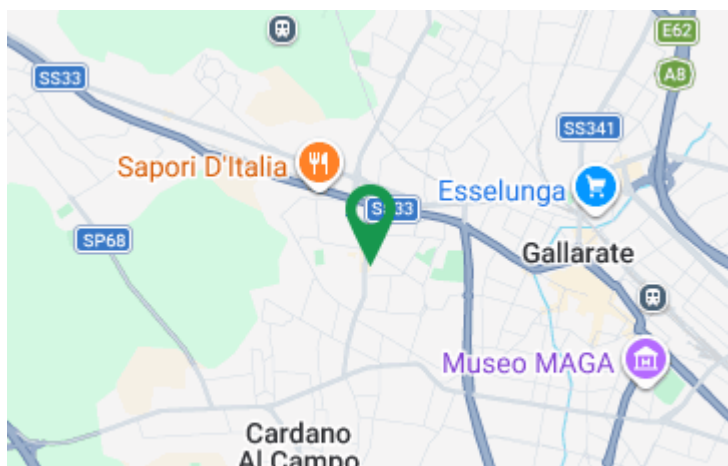 E62
A8
SS33
SS341
Sapori D'Italia
Esselunga
SS33
SP68
Gallarate
Museo MAGA
Cardano
Al Campo